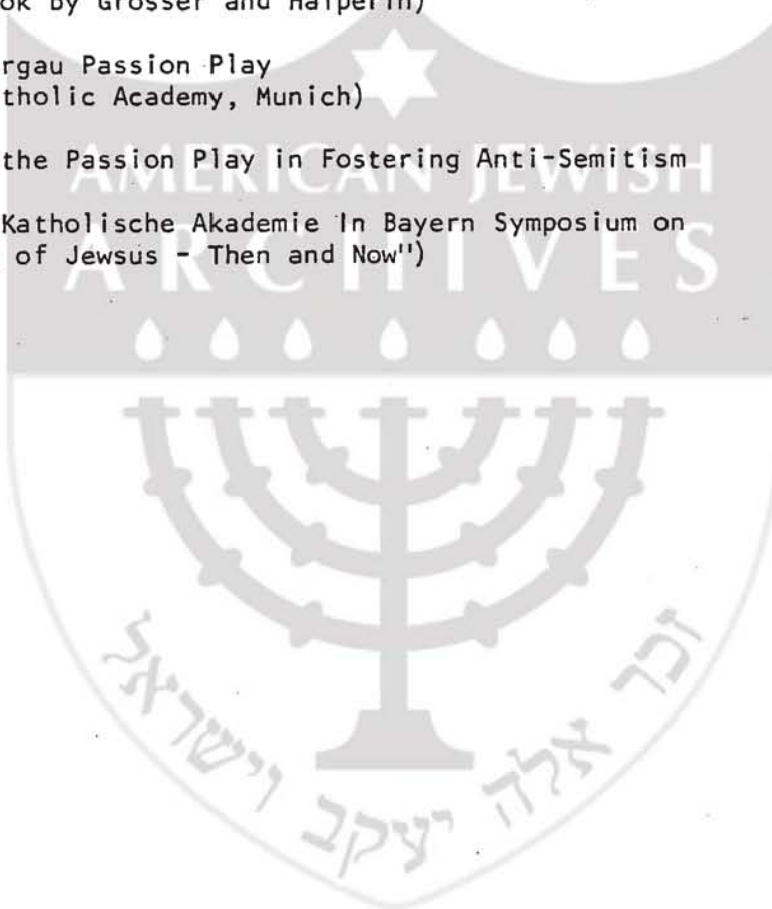 ok by Grosser and Halperin)
rgau Passion Play
tholic Academy, Munich)
the Passion Play in Fostering Anti-Semitism
Katholische Akademie In Bayern Symposium on
of Jewsus - Then and Now")
AMERICAN JEWISH
ARCHIVES
זכר אלה יעקב וישראל